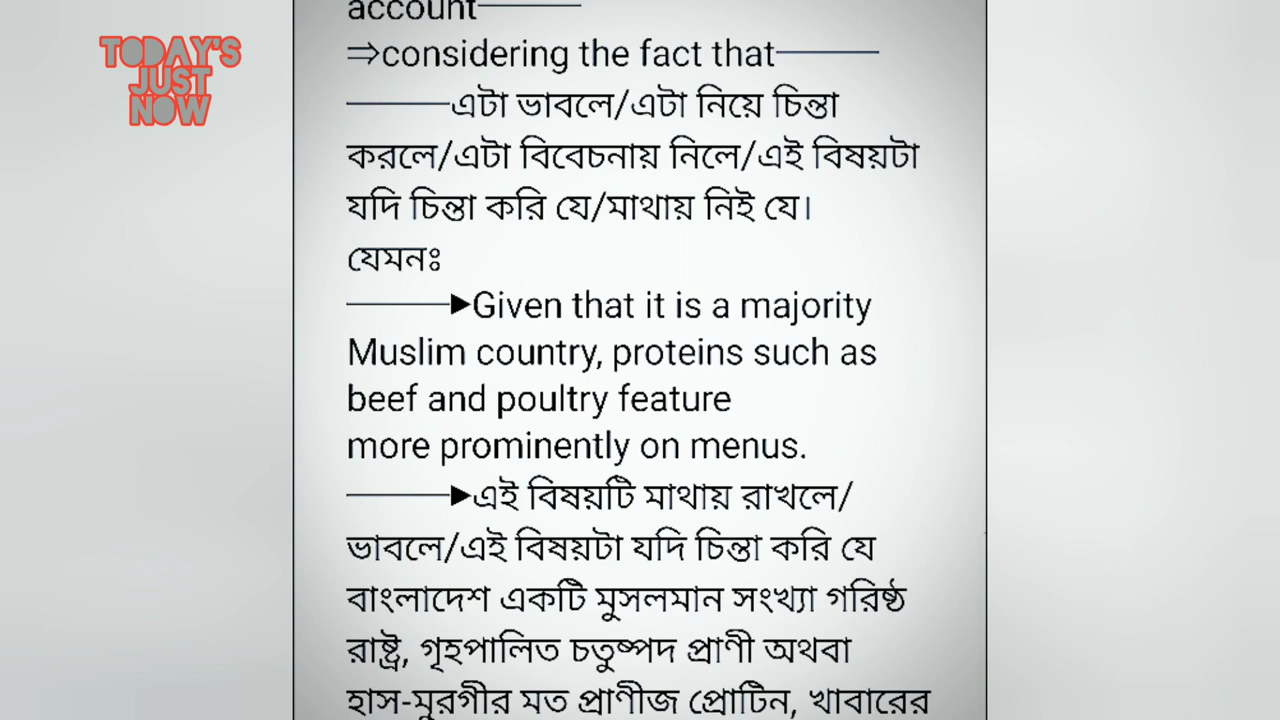 TODAY'S
JUST
NOW
account————
⇒considering the fact that————
————এটা ভাবলে/এটা নিয়ে চিন্তা
করলে/এটা বিবেচনায় নিলে/এই বিষয়টা
যদি চিন্তা করি যে/মাথায় নিই যে।
যেমনঃ
————▶Given that it is a majority
Muslim country, proteins such as
beef and poultry feature
more prominently on menus.
————▶এই বিষয়টি মাথায় রাখলে/
ভাবলে/এই বিষয়টা যদি চিন্তা করি যে
বাংলাদেশ একটি মুসলমান সংখ্যা গরিষ্ঠ
রাষ্ট্র, গৃহপালিত চতুষ্পদ প্রাণী অথবা
হাস-মুরগীর মত প্রাণীজ প্রোটিন, খাবারের